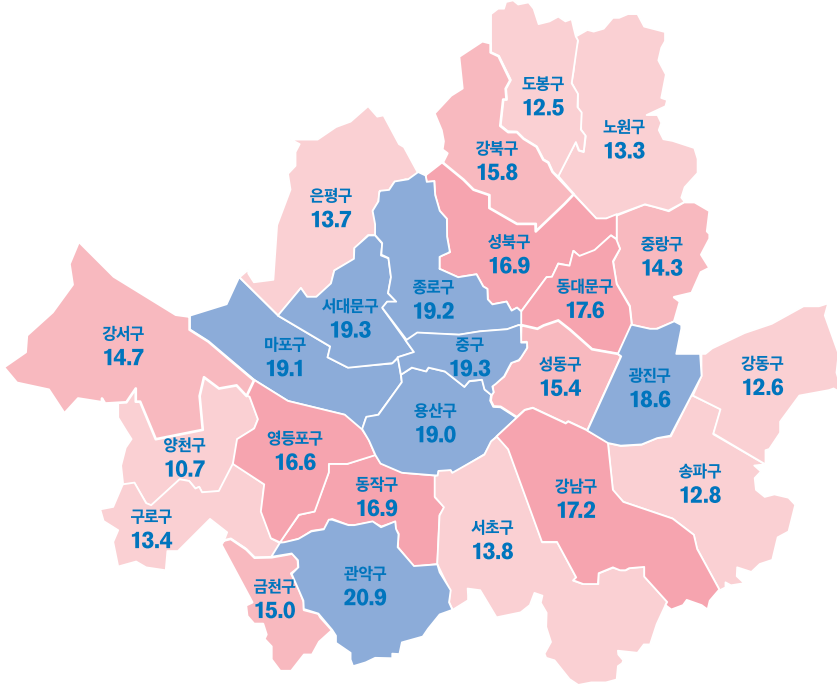 도봉구
12.5
노원구
13.3
강북구
15.8
은평구
13.7
성북구
16.9
중랑구
14.3
종로구
19.2
동대문구
17.6
서대문구
19.3
강서구
14.7
마포구
19.1
중구
19.3
성동구
15.4
광진구
18.6
강동구
12.6
용산구
19.0
양천구
10.7
영등포구
16.6
송파구
12.8
동작구
16.9
강남구
17.2
구로구
13.4
서초구
13.8
관악구
20.9
금천구
15.0